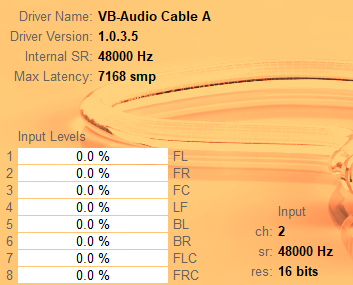 Driver Name: VB-Audio Cable A
Driver Version: 1.0.3.5
Internal SR: 48000 Hz
Max Latency: 7168 smp
Input Levels
1 0.0 % FL
2 0.0 % FR
3 0.0 % FC
4 0.0 % LF
5 0.0 % BL
6 0.0 % BR
7 0.0 % FLC
8 0.0 % FRC
Input
ch: 2
sr: 48000 Hz
res: 16 bits